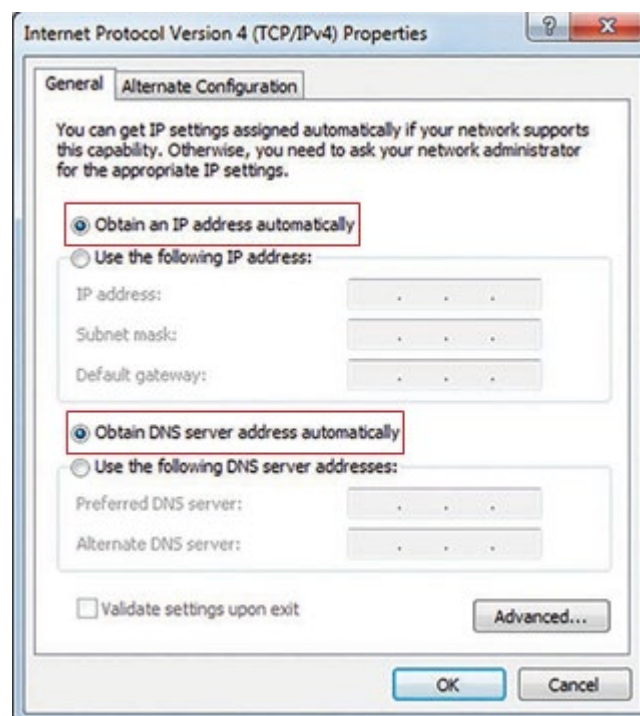 Internet Protocol Version 4 (TCP/IPv4) Properties
General
Alternate Configuration
You can get IP settings assigned automatically if your network supports
this capability. Otherwise, you need to ask your network administrator
for the appropriate IP settings.
Obtain an IP address automatically
Use the following IP address:
IP address:
Subnet mask:
Default gateway:
Obtain DNS server address automatically
Use the following DNS server addresses:
Preferred DNS server:
Alternate DNS server:
Validate settings upon exit
Advanced...
OK
Cancel